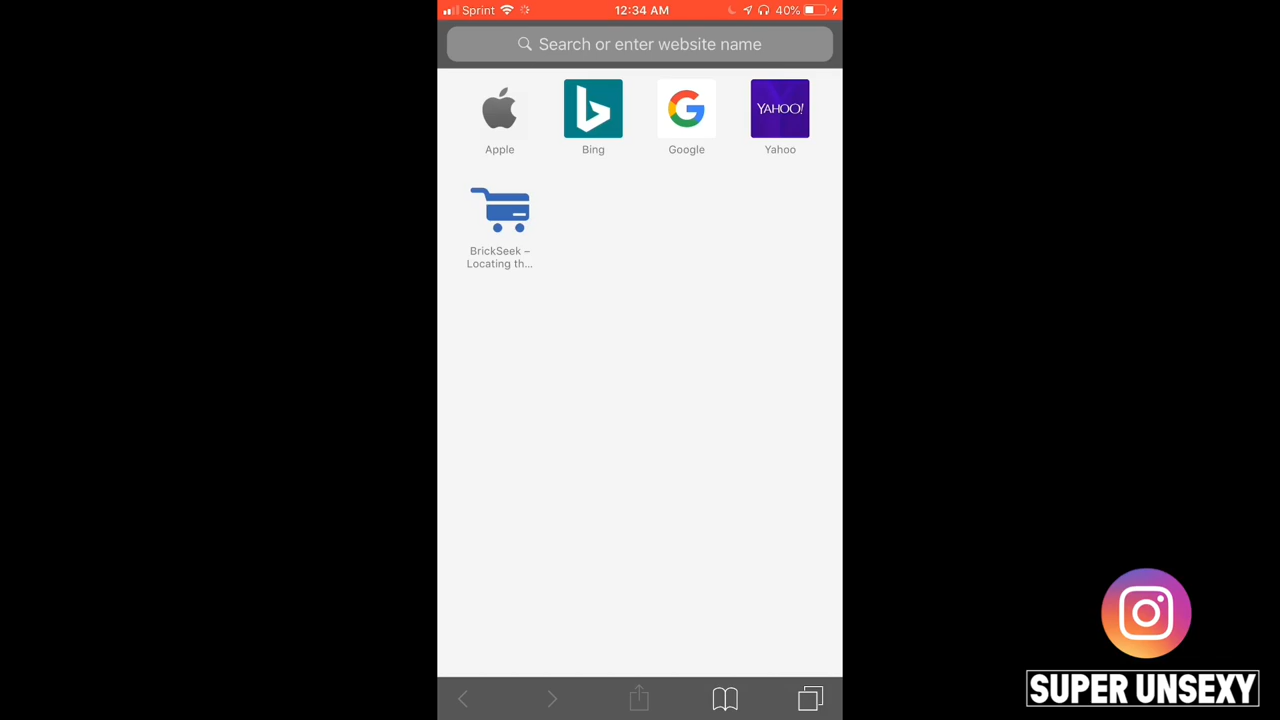 Sprint 12:34 AM 40%
Search or enter website name
YAHOO!
Apple Bing Google Yahoo
BrickSeek –
Locating th...
SUPER UNSEXY